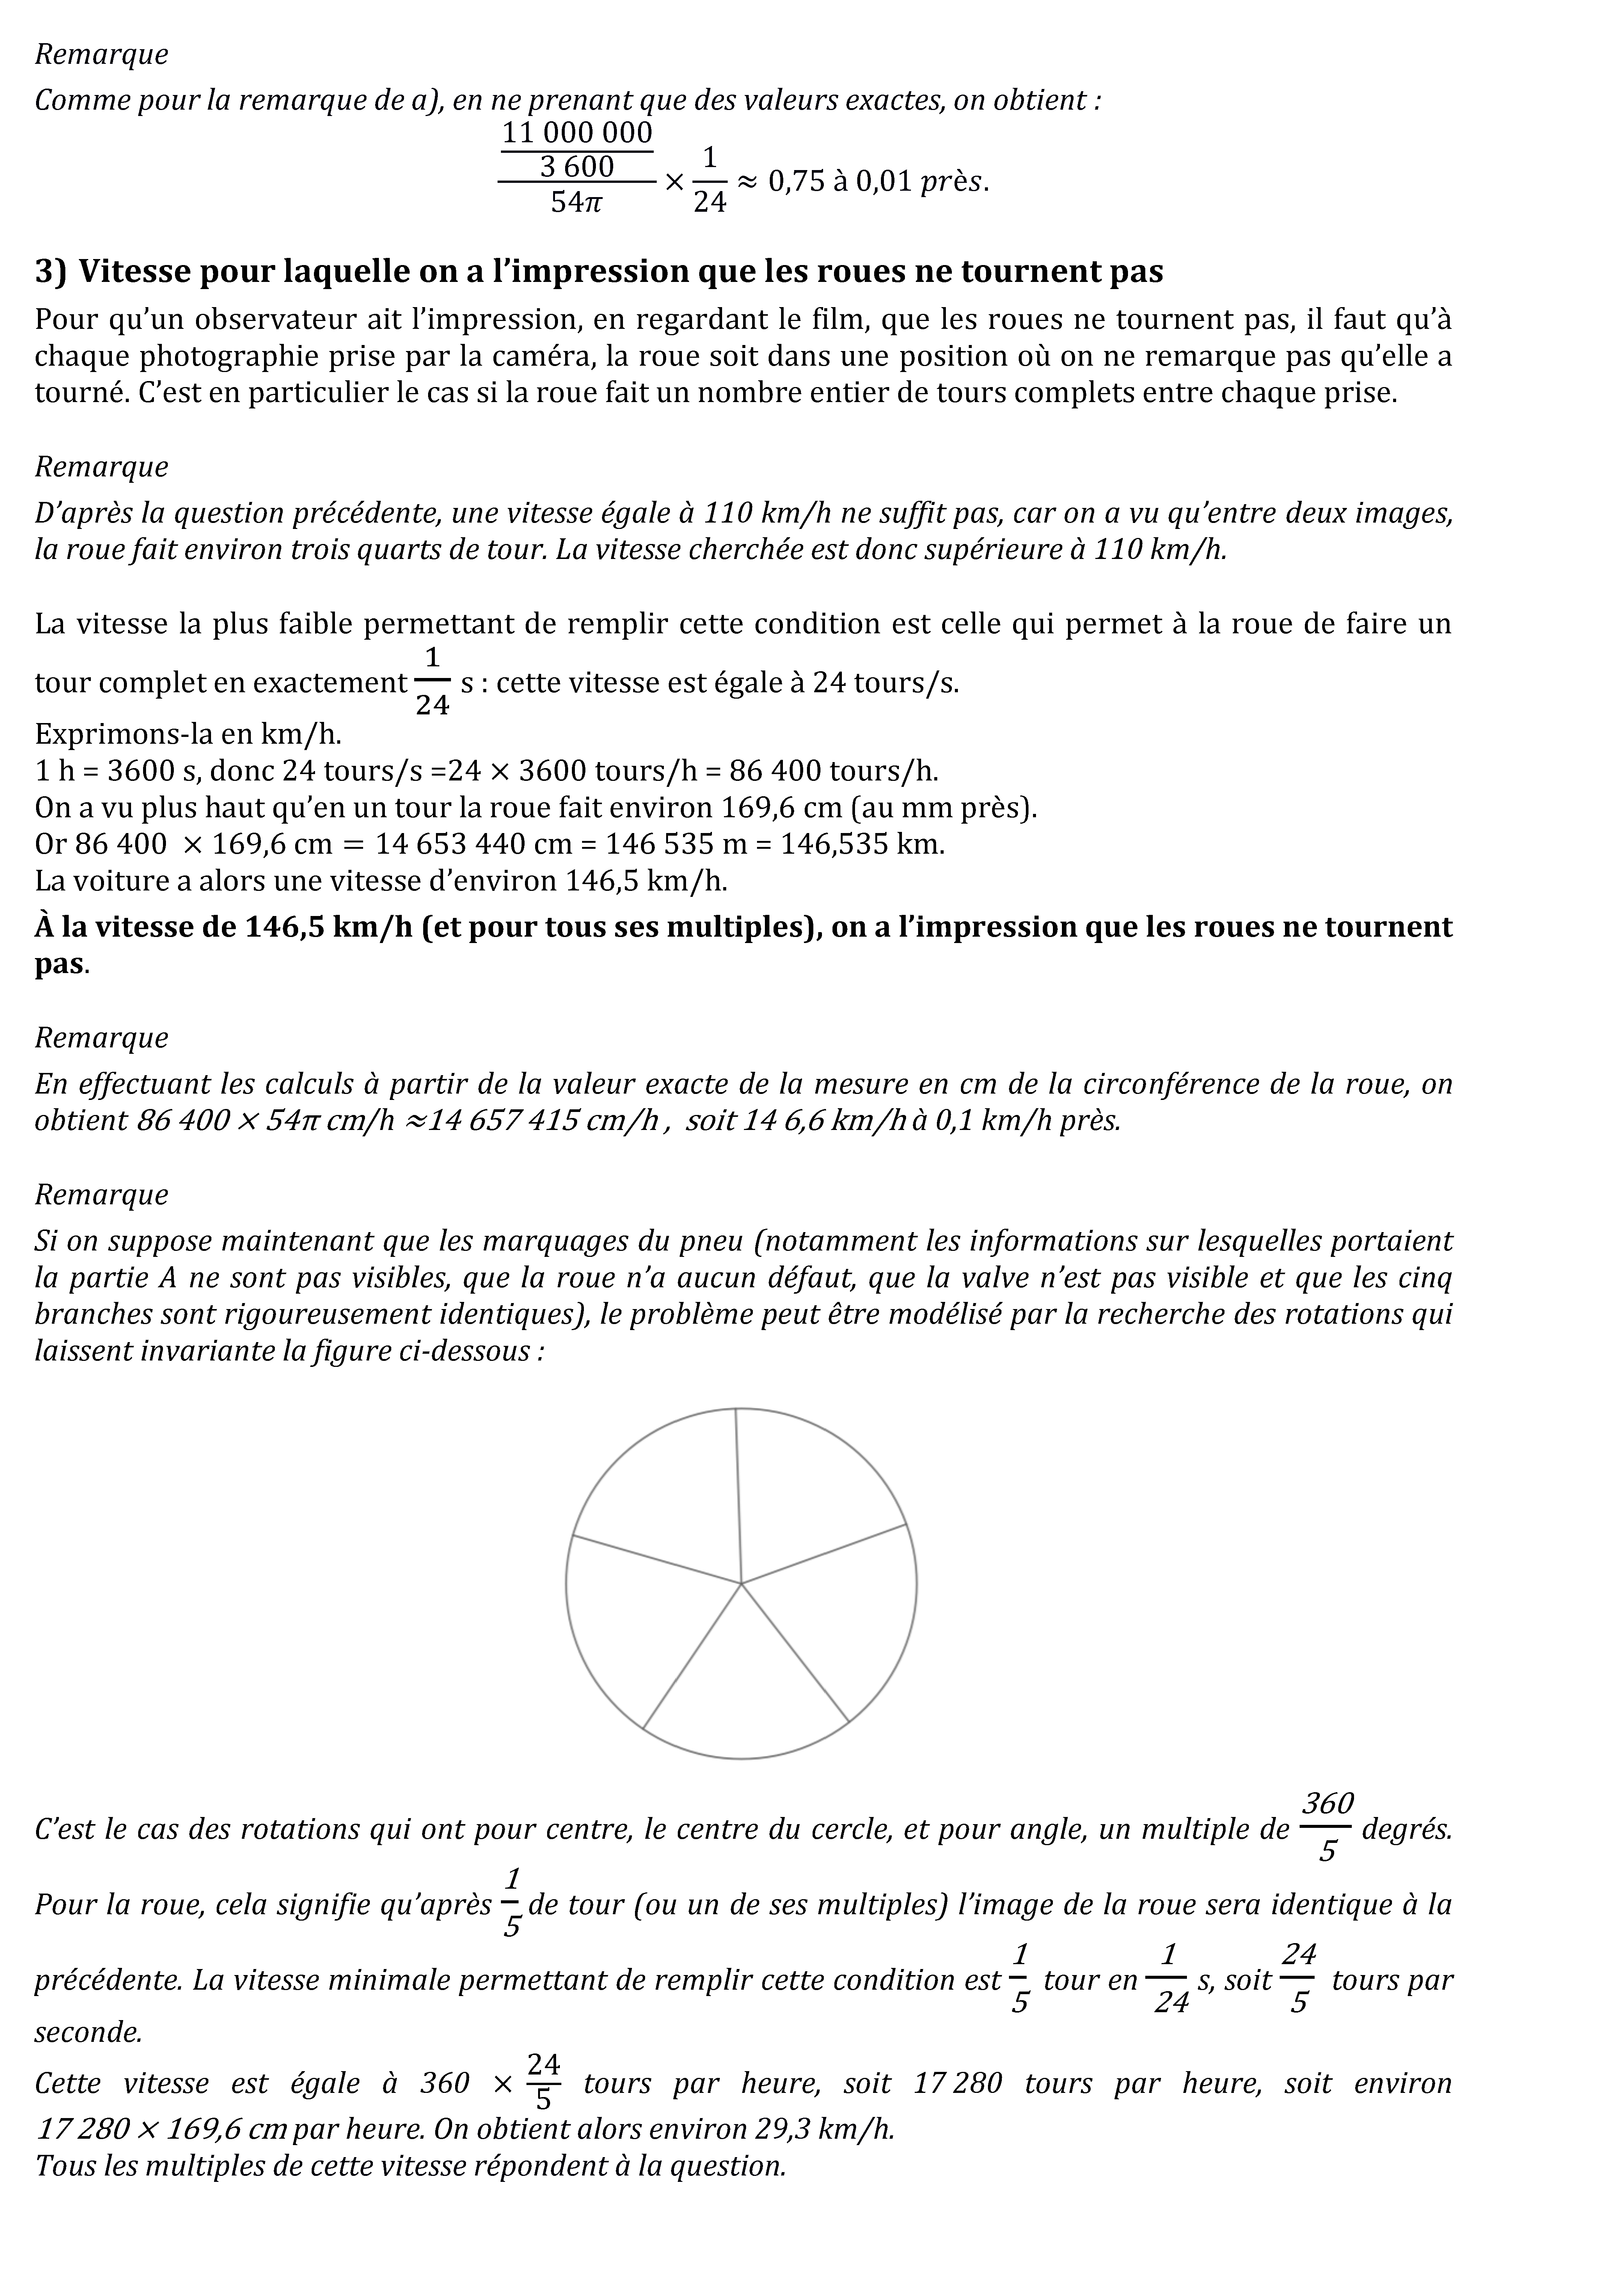 Remarque
Comme pour la remarque de a), en ne prenant que des valeurs exactes, on obtient :
11 000 000
3 600
54π
× 1/24 ≈ 0,75 à 0,01 près.
3) Vitesse pour laquelle on a l’impression que les roues ne tournent pas
Pour qu’un observateur ait l’impression, en regardant le film, que les roues ne tournent pas, il faut qu’à
chaque photographie prise par la caméra, la roue soit dans une position où on ne remarque pas qu’elle a
tourné. C’est en particulier le cas si la roue fait un nombre entier de tours complets entre chaque prise.
Remarque
D’après la question précédente, une vitesse égale à 110 km/h ne suffit pas, car on a vu qu’entre deux images,
la roue fait environ trois quarts de tour. La vitesse cherchée est donc supérieure à 110 km/h.
La vitesse la plus faible permettant de remplir cette condition est celle qui permet à la roue de faire un
tour complet en exactement 1/24 s : cette vitesse est égale à 24 tours/s.
Exprimons-la en km/h.
1 h = 3600 s, donc 24 tours/s =24 × 3600 tours/h = 86 400 tours/h.
On a vu plus haut qu’en un tour la roue fait environ 169,6 cm (au mm près).
Or 86 400 × 169,6 cm = 14 653 440 cm = 146 535 m = 146,535 km.
La voiture a alors une vitesse d’environ 146,5 km/h.
À la vitesse de 146,5 km/h (et pour tous ses multiples), on a l’impression que les roues ne tournent
pas.
Remarque
En effectuant les calculs à partir de la valeur exacte de la mesure en cm de la circonférence de la roue, on
obtient 86 400 × 54π cm/h ≈14 657 415 cm/h , soit 14 6,6 km/h à 0,1 km/h près.
Remarque
Si on suppose maintenant que les marquages du pneu (notamment les informations sur lesquelles portaient
la partie A ne sont pas visibles, que la roue n’a aucun défaut, que la valve n’est pas visible et que les cinq
branches sont rigoureusement identiques), le problème peut être modélisé par la recherche des rotations qui
laissent invariante la figure ci-dessous :
C’est le cas des rotations qui ont pour centre, le centre du cercle, et pour angle, un multiple de 360/5 degrés.
Pour la roue, cela signifie qu’après 1/5 de tour (ou un de ses multiples) l’image de la roue sera identique à la
précédente. La vitesse minimale permettant de remplir cette condition est 1/5 tour en 1/24 s, soit 24/5 tours par
seconde.
Cette vitesse est égale à 360 × 24/5 tours par heure, soit 17 280 tours par heure, soit environ
17 280 × 169,6 cm par heure. On obtient alors environ 29,3 km/h.
Tous les multiples de cette vitesse répondent à la question.